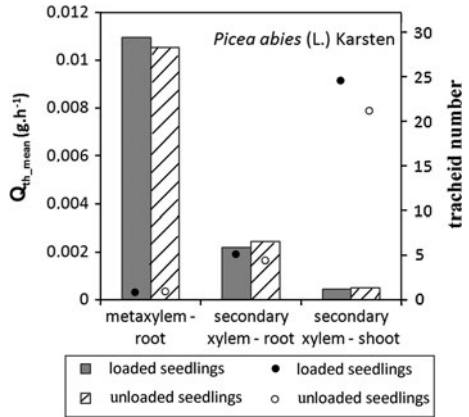 Picea abies (L.) Karsten
Q_th_mean (g.h⁻¹)
0.012
0.01
0.008
0.006
0.004
0.002
0
30
25
20
15
10
5
0
tracheid number
metaxylem - root
secondary xylem - root
secondary xylem - shoot
loaded seedlings
loaded seedlings
unloaded seedlings
unloaded seedlings